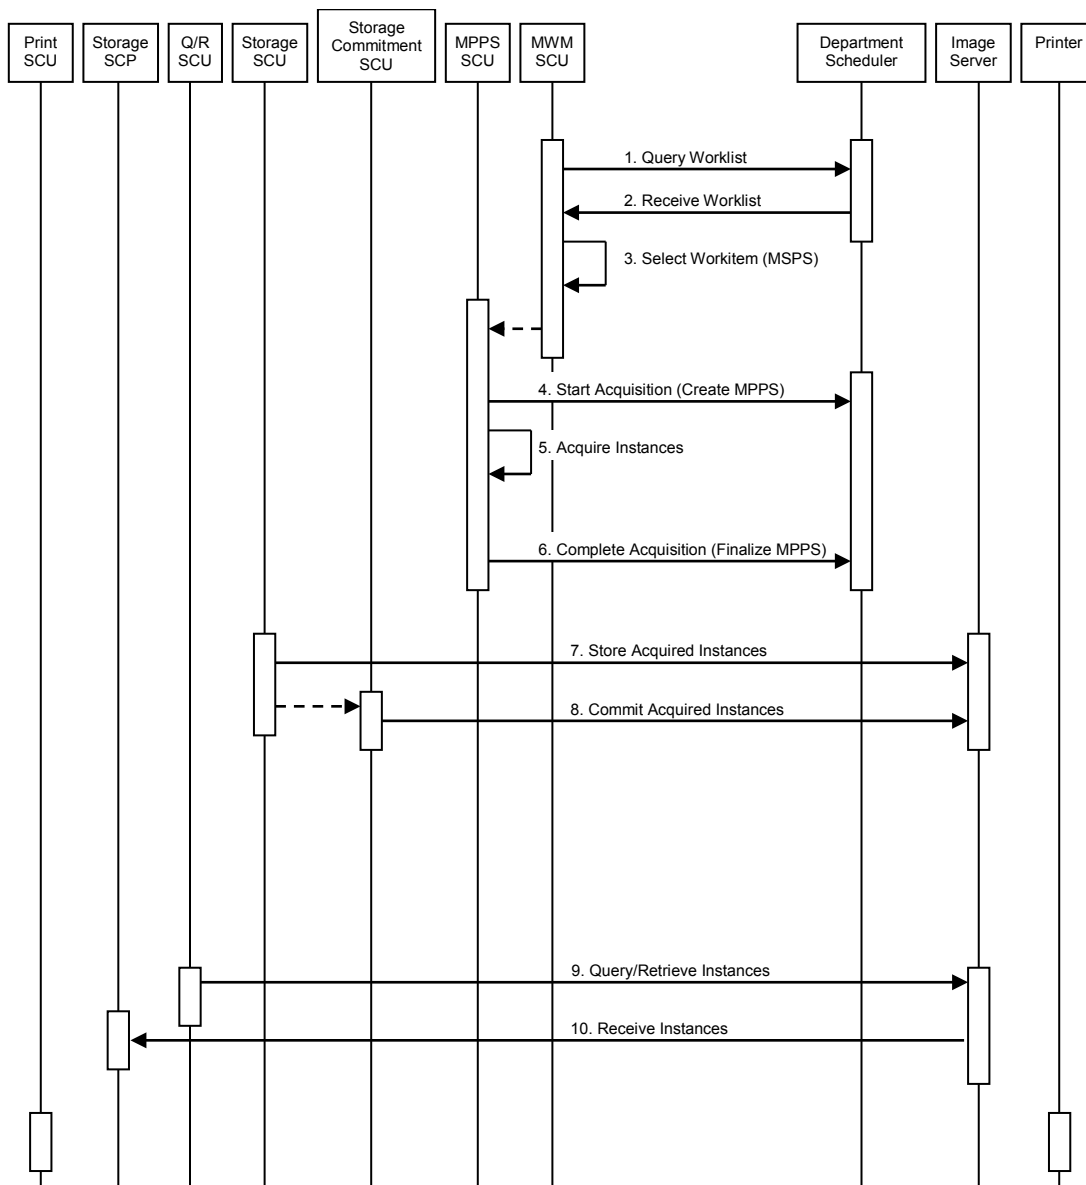 Print
SCU
Storage
SCP
Q/R
SCU
Storage
SCU
Storage
Commitment
SCU
MPPS
SCU
MWM
SCU
Department
Scheduler
Image
Server
Printer
1. Query Worklist
2. Receive Worklist
3. Select Workitem (MSPS)
4. Start Acquisition (Create MPPS)
5. Acquire Instances
6. Complete Acquisition (Finalize MPPS)
7. Store Acquired Instances
8. Commit Acquired Instances
9. Query/Retrieve Instances
10. Receive Instances